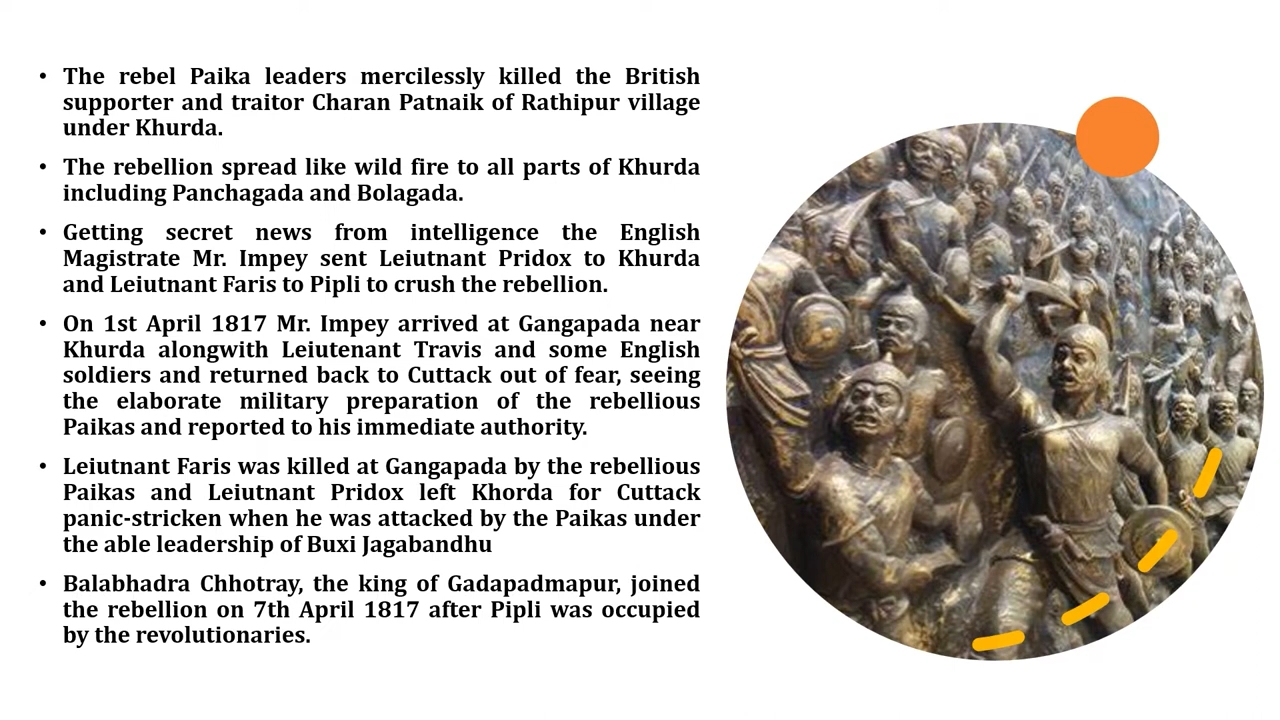 • The rebel Paika leaders mercilessly killed the British
supporter and traitor Charan Patnaik of Rathipur village
under Khurda.
• The rebellion spread like wild fire to all parts of Khurda
including Panchagada and Bolagada.
• Getting secret news from intelligence the English
Magistrate Mr. Impey sent Leiutnant Pridox to Khurda
and Leiutnant Faris to Pipli to crush the rebellion.
• On 1st April 1817 Mr. Impey arrived at Gangapada near
Khurda alongwith Leiutenant Travis and some English
soldiers and returned back to Cuttack out of fear, seeing
the elaborate military preparation of the rebellious
Paikas and reported to his immediate authority.
• Leiutnant Faris was killed at Gangapada by the rebellious
Paikas and Leiutnant Pridox left Khorda for Cuttack
panic-stricken when he was attacked by the Paikas under
the able leadership of Buxi Jagabandhu
• Balabhadra Chhotray, the king of Gadapadmapur, joined
the rebellion on 7th April 1817 after Pipli was occupied
by the revolutionaries.